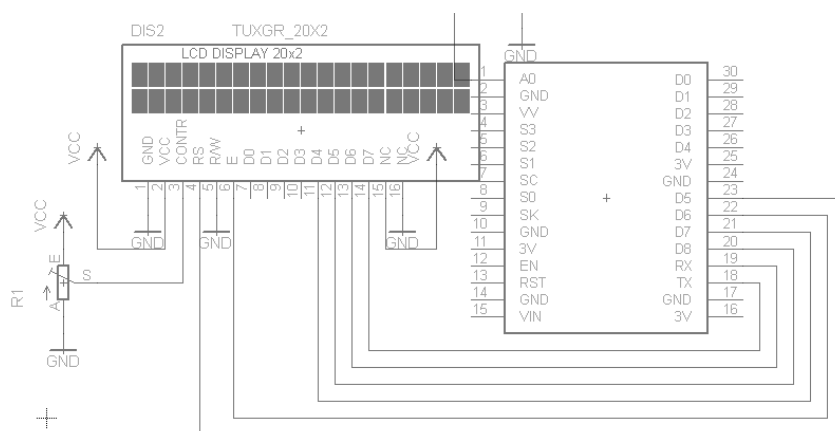 DIS2 TUXGR_20X2
LCD DISPLAY 20x2
GND
VCC
CONTR
RS
R/W
E
D0
D1
D2
D3
D4
D5
D6
D7
NC
NC
1
2
3
4
5
6
7
8
9
10
11
12
13
14
15
16
VCC
VCC
GND
GND
GND
VCC
E
S
A
R1
GND
GND
1 A0 D0 30
2 GND D1 29
3 VV D2 28
4 S3 D3 27
5 S2 D4 26
6 S1 3V 25
7 SC GND 24
8 S0 D5 23
9 SK D6 22
10 GND D7 21
11 3V D8 20
12 EN RX 19
13 RST TX 18
14 GND GND 17
15 VIN 3V 16